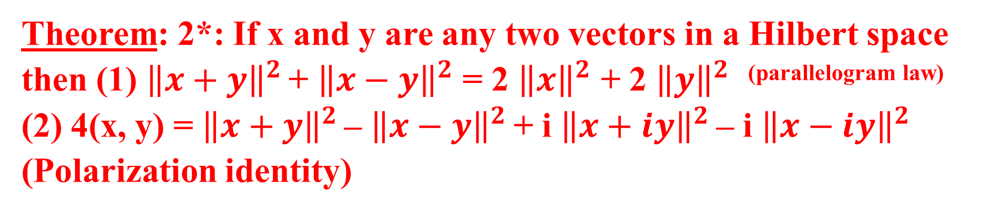 Theorem: 2*: If x and y are any two vectors in a Hilbert space
then (1) ‖x + y‖² + ‖x − y‖² = 2 ‖x‖² + 2 ‖y‖² (parallelogram law)
(2) 4(x, y) = ‖x + y‖² – ‖x − y‖² + i ‖x + iy‖² – i ‖x − iy‖²
(Polarization identity)